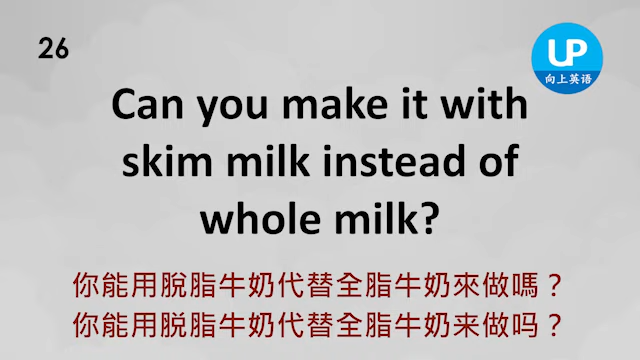 26
UP
向上英语
Can you make it with
skim milk instead of
whole milk?
你能用脫脂牛奶代替全脂牛奶來做嗎？
你能用脱脂牛奶代替全脂牛奶来做吗？